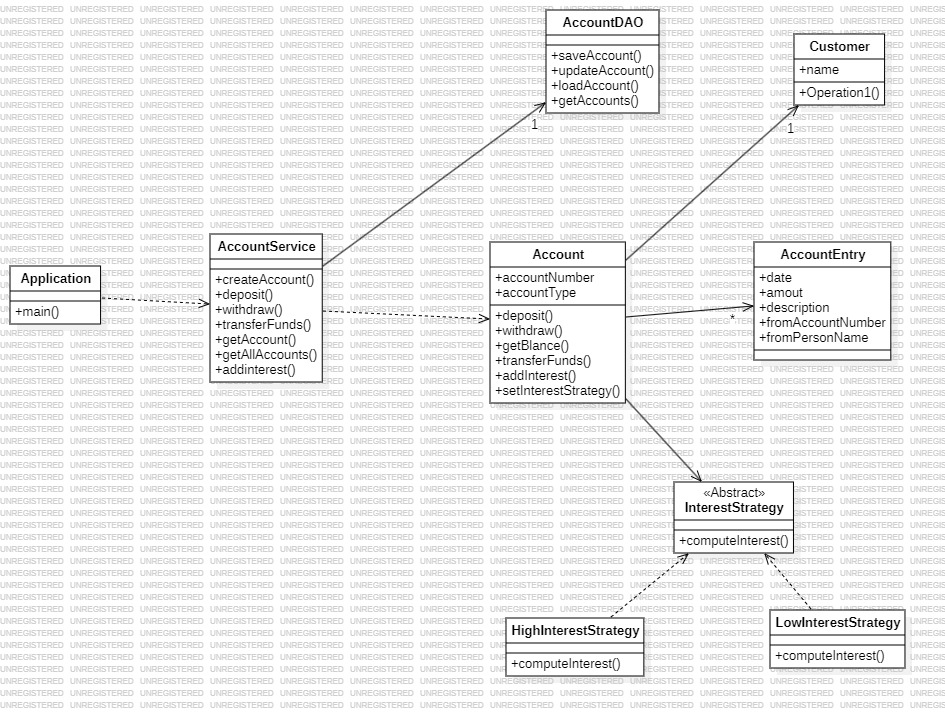 AccountDAO
+saveAccount()
+updateAccount()
+loadAccount()
+getAccounts()
1
Customer
+name
+Operation1()
1
Application
+main()
AccountService
+createAccount()
+deposit()
+withdraw()
+transferFunds()
+getAccount()
+getAllAccounts()
+addinterest()
Account
+accountNumber
+accountType
+deposit()
+withdraw()
+getBlance()
+transferFunds()
+addInterest()
+setInterestStrategy()
AccountEntry
+date
+amout
+description
+fromAccountNumber
+fromPersonName
*
«Abstract»
InterestStrategy
+computeInterest()
HighInterestStrategy
+computeInterest()
LowInterestStrategy
+computeInterest()
UNREGISTERED